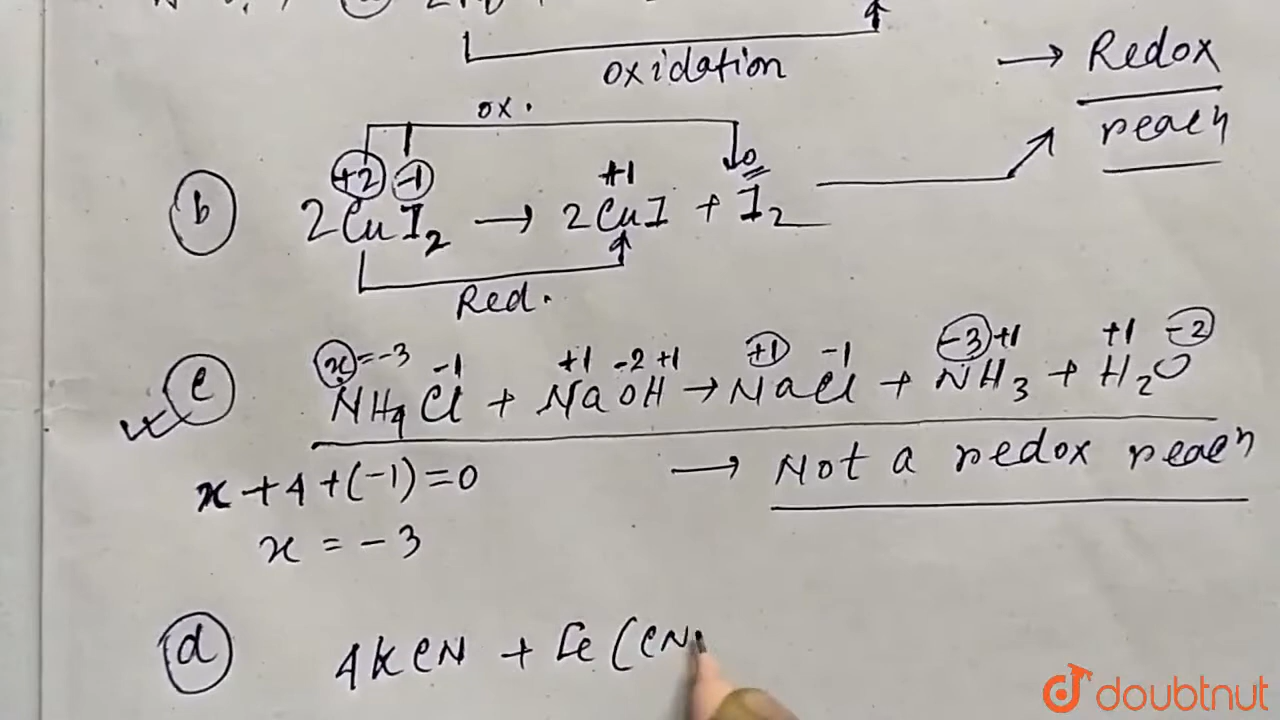 oxidation
→ Redox
reacn
ox.
+2 -1 +1 0
(b) 2CuI₂ → 2CuI + I₂
Red.
x=-3 -1 +1 -2 +1 +1 -1 -3 +1 +1 -2
(c) NH4Cl + NaOH → NaCl + NH3 + H2O
x+4+(-1)=0
→ Not a redox reacn
x = -3
(d) 4KCN + Fe(CN
doubtnut